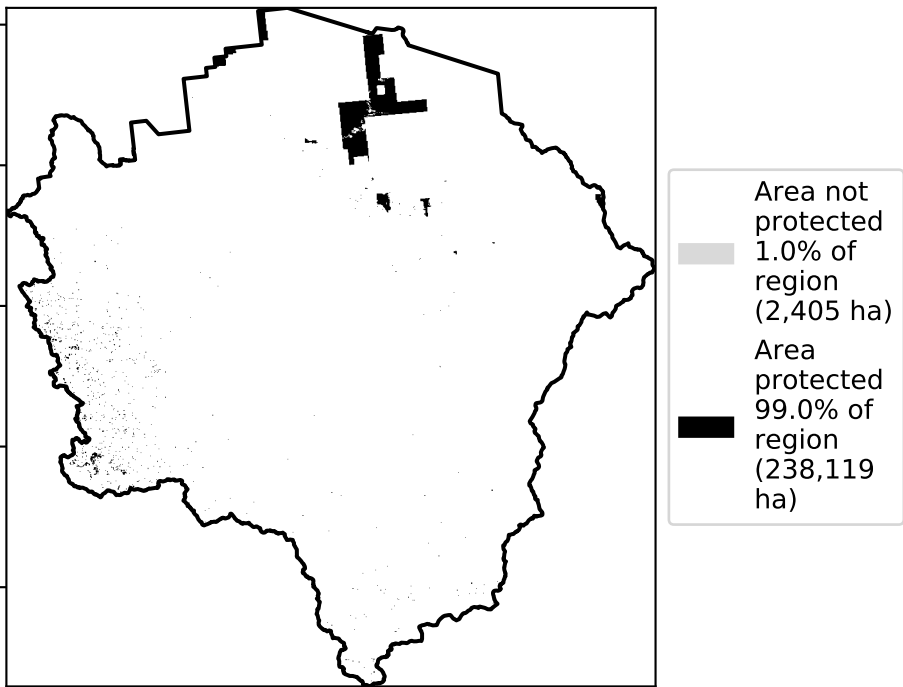 Area not
protected
1.0% of
region
(2,405 ha)
Area
protected
99.0% of
region
(238,119
ha)